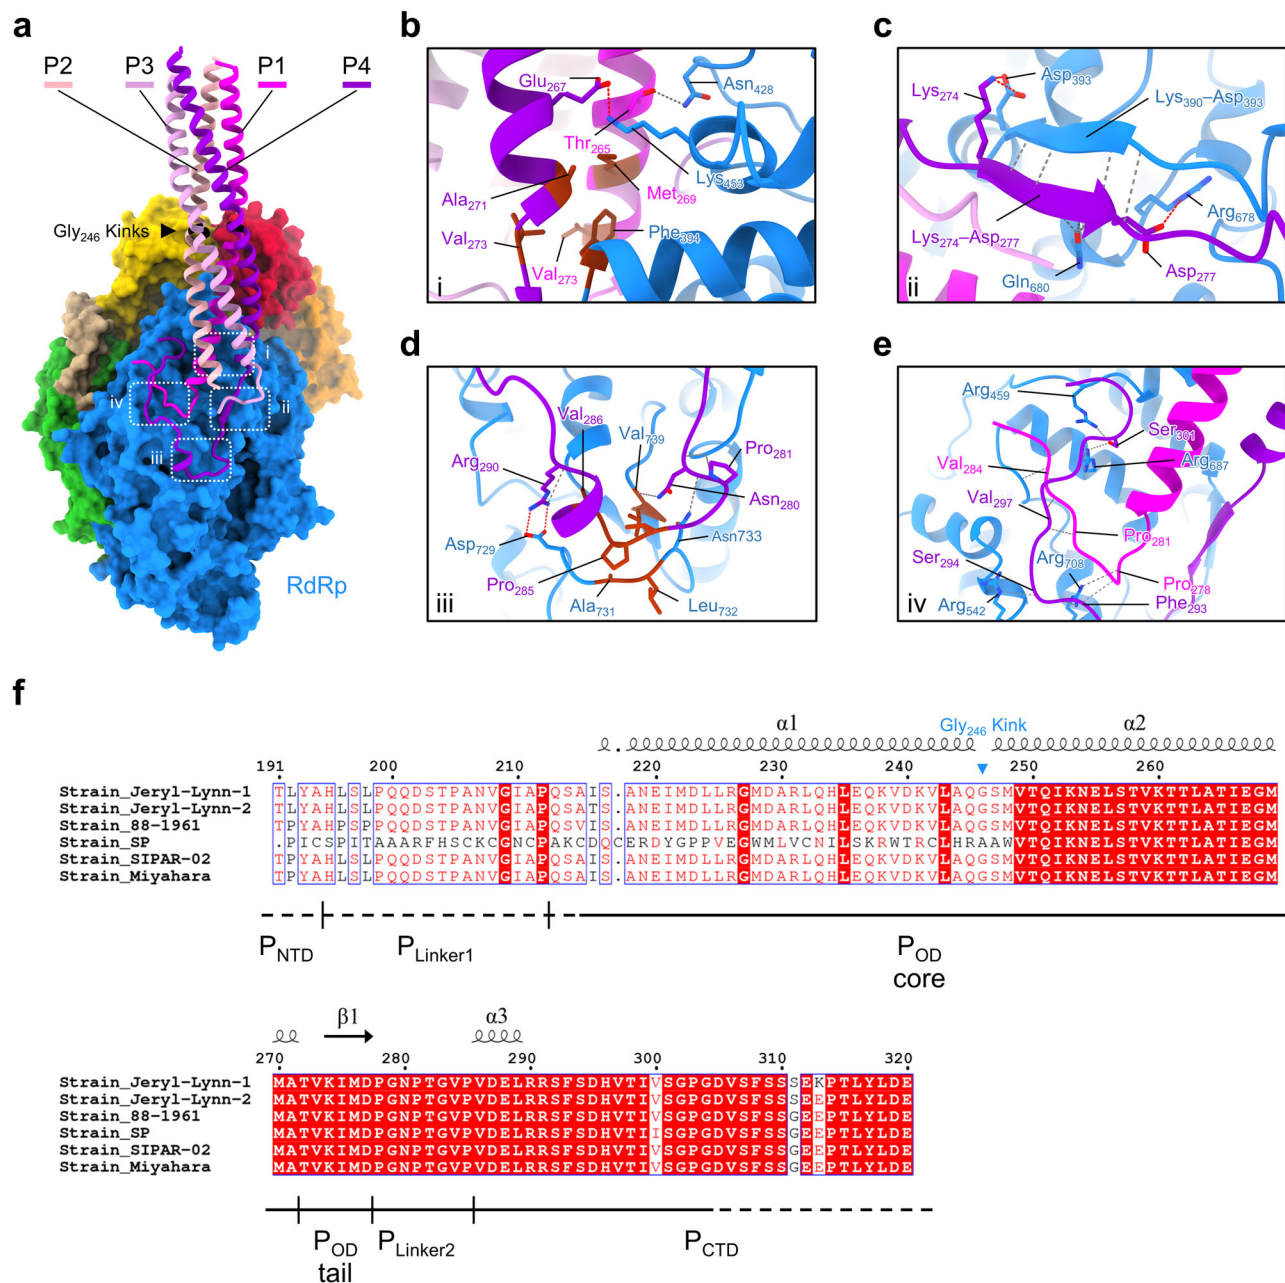 a
P2 P3 P1 P4
Gly246 Kinks
i
iv
ii
iii
RdRp
b
Glu267
Asn428
Thr265
Lys453
Ala271
Met269
Val273
Phe394
Val273
i
c
Lys274
Asp393
Lys390–Asp393
Arg678
Lys274–Asp277
Gln680
Asp277
ii
d
Val286
Val739
Arg290
Pro281
Asn280
Asp729
Asn733
Pro285
Ala731
Leu732
iii
e
Arg459
Ser301
Val284
Arg687
Val297
Pro281
Ser294
Arg708
Pro278
Arg542
Phe293
iv
f
α1 Gly246 Kink α2
191 200 210 220 230 240 250 260
Strain_Jeryl-Lynn-1 TLYAHLSLPQQDSTPANVGIAPQSATS.ANEIMDLLRGMDARLQHLEQKVDKVLAQGSMVTQIKNELSTVKTTLATIEGM
Strain_Jeryl-Lynn-2 TLYAHLSLPQQDSTPANVGIAPQSAIS.ANEIMDLLRGMDARLQHLEQKVDKVLAQGSMVTQIKNELSTVKTTLATIEGM
Strain_88-1961 TPYAHPSPPQQDSTPANVGIAPQSVIS.ANEIMDLLRGMDARLQHLEQKVDKVLAQGSMVTQIKNELSTVKTTLATIEGM
Strain_SP .PICSPITAAARFHSCKCGNCPAKCDQCERDYGPPVEGWMLVCNILSKRWTRCLHRAAWVTQIKNELSTVKTTLATIEGM
Strain_SIPAR-02 TPYAHLSLPQQDSTPANVGIAPQSAIS.ANEIMDLLRGMDARLQHLEQKVDKVLAQGSMVTQIKNELSTVKTTLATIEGM
Strain_Miyahara TPYAHLSLPQQDSTPANVGIAPQSAIS.ANEIMDLLRGMDARLQHLEQKVDKVLAQGSMVTQIKNELSTVKTTLATIEGM
PNTD PLinker1 POD
core
β1 α3
270 280 290 300 310 320
Strain_Jeryl-Lynn-1 MATVKIMDPGNPTGVPVDELRRSFSDHVTIVSGPGDVSFSSSEKPTLYLDE
Strain_Jeryl-Lynn-2 MATVKIMDPGNPTGVPVDELRRSFSDHVTIVSGPGDVSFSSSEEPTLYLDE
Strain_88-1961 MATVKIMDPGNPTGVPVDELRRSFSDHVTIVSGPGDVSFSSGEEPTLYLDE
Strain_SP MATVKIMDPGNPTGVPVDELRRSFSDHVTIISGPGDVSFSSGEEPTLYLDE
Strain_SIPAR-02 MATVKIMDPGNPTGVPVDELRRSFSDHVTIVSGPGDVSFSSGEEPTLYLDE
Strain_Miyahara MATVKIMDPGNPTGVPVDELRRSFSDHVTIVSGPGDVSFSSGEEPTLYLDE
POD PLinker2 PCTD
tail